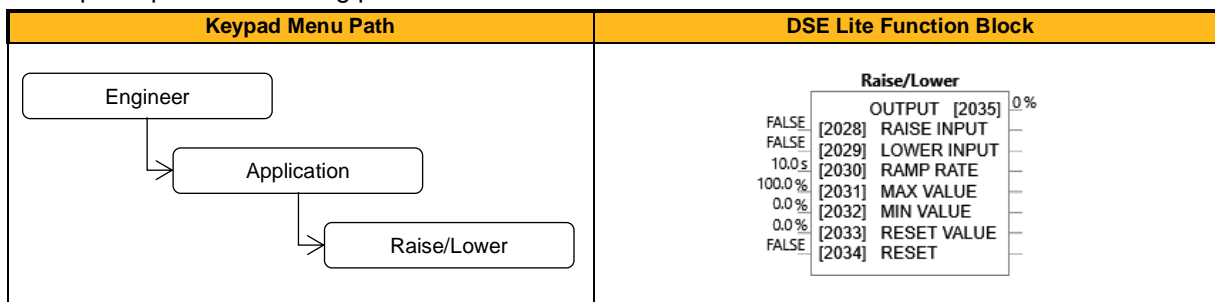 Keypad Menu Path
DSE Lite Function Block
Engineer
Application
Raise/Lower
Raise/Lower
OUTPUT [2035] 0 %
FALSE [2028] RAISE INPUT
FALSE [2029] LOWER INPUT
10.0 s [2030] RAMP RATE
100.0 % [2031] MAX VALUE
0.0 % [2032] MIN VALUE
0.0 % [2033] RESET VALUE
FALSE [2034] RESET